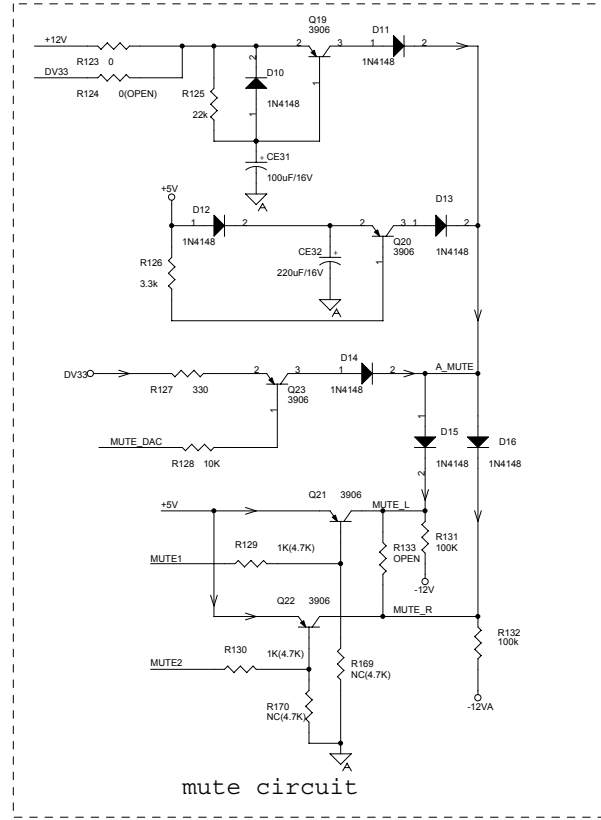 Q19
3906
D11
+12V
2
3
1
2
R123
0
DV33
R124
0(OPEN)
2
D10
1N4148
1
1N4148
R125
22k
1
CE31
+
100uF/16V
A
+5V
D12
D13
1
2
2
3
1
2
1N4148
Q20
3906
1N4148
R126
3.3k
CE32
+
220uF/16V
1
A
D14
A_MUTE
DV33
2
3
1
2
R127
330
Q23
3906
1N4148
1
1
D15
D16
MUTE_DAC
R128
10K
1N4148
1N4148
2
Q21
3906
MUTE_L
+5V
R129
1K(4.7K)
R133
OPEN
R131
100K
MUTE1
-12V
Q22
3906
MUTE_R
R132
100k
R130
1K(4.7K)
MUTE2
R169
NC(4.7K)
R170
NC(4.7K)
-12VA
A
mute circuit